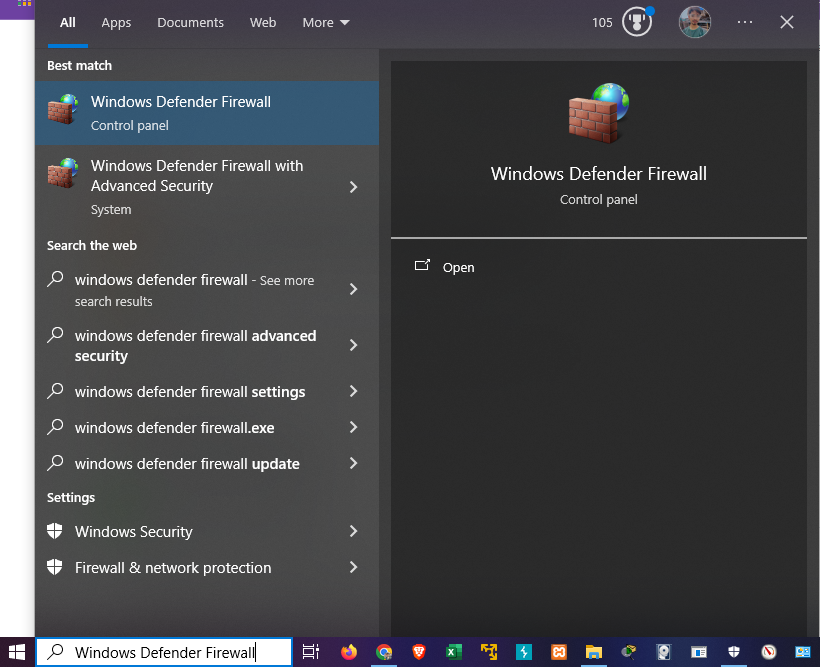 All Apps Documents Web More 105
Best match
Windows Defender Firewall
Control panel
Windows Defender Firewall with
Advanced Security
System
Search the web
windows defender firewall - See more
search results
windows defender firewall advanced
security
windows defender firewall settings
windows defender firewall.exe
windows defender firewall update
Settings
Windows Security
Firewall & network protection
Windows Defender Firewall
Control panel
Open
Windows Defender Firewall